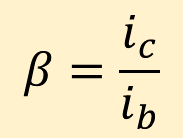 β = i_c / i_b